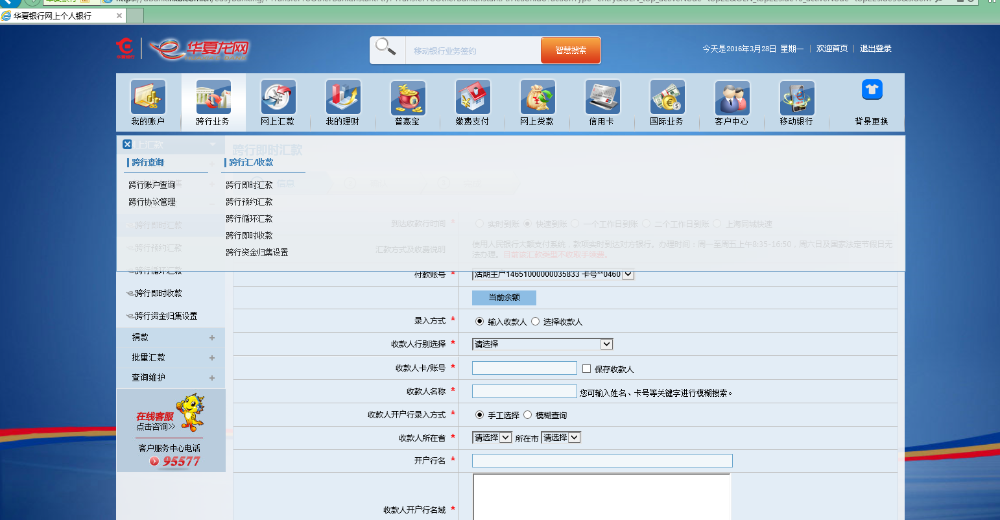 华夏银行网上个人银行
华夏龙网
移动银行业务签约
智慧搜索
今天是2016年3月28日 星期一
欢迎首页
退出登录
我的账户
跨行业务
网上汇款
我的理财
普惠宝
缴费支付
网上贷款
信用卡
国际业务
客户中心
移动银行
背景更换
上汇款
跨行即时汇款
跨行查询
跨行汇/收款
信息
跨行账户查询
跨行即时汇款
跨行协议管理
跨行预约汇款
跨行循环汇款
跨行即时收款
跨行资金归集设置
跨行即时汇款
跨行预约汇款
跨行循环汇款
跨行即时收款
跨行资金归集设置
捐款
批量汇款
查询维护
在线客服
点击咨询>>
客户服务中心电话
95577
到达收款行时间 * 实时到账 快速到账 一个工作日到账 二个工作日到账 上海同城快速
汇款方式及收费说明
使用人民银行大额支付系统，款项实时到达对方银行。办理时间：周一至周五上午8:35-16:50，周六日及国家法定节假日无
法办理。目前该汇款类型不收取手续费。
付款账号 * 活期主户14651000000035833 卡号**0460
当前余额
录入方式 * 输入收款人 选择收款人
收款人行别选择 * 请选择
收款人卡/账号 * 保存收款人
收款人名称 * 您可输入姓名、卡号等关键字进行模糊搜索。
收款人开户行录入方式 * 手工选择 模糊查询
收款人所在省 * 请选择 所在市 请选择
开户行名 *
收款人开户行名域 *